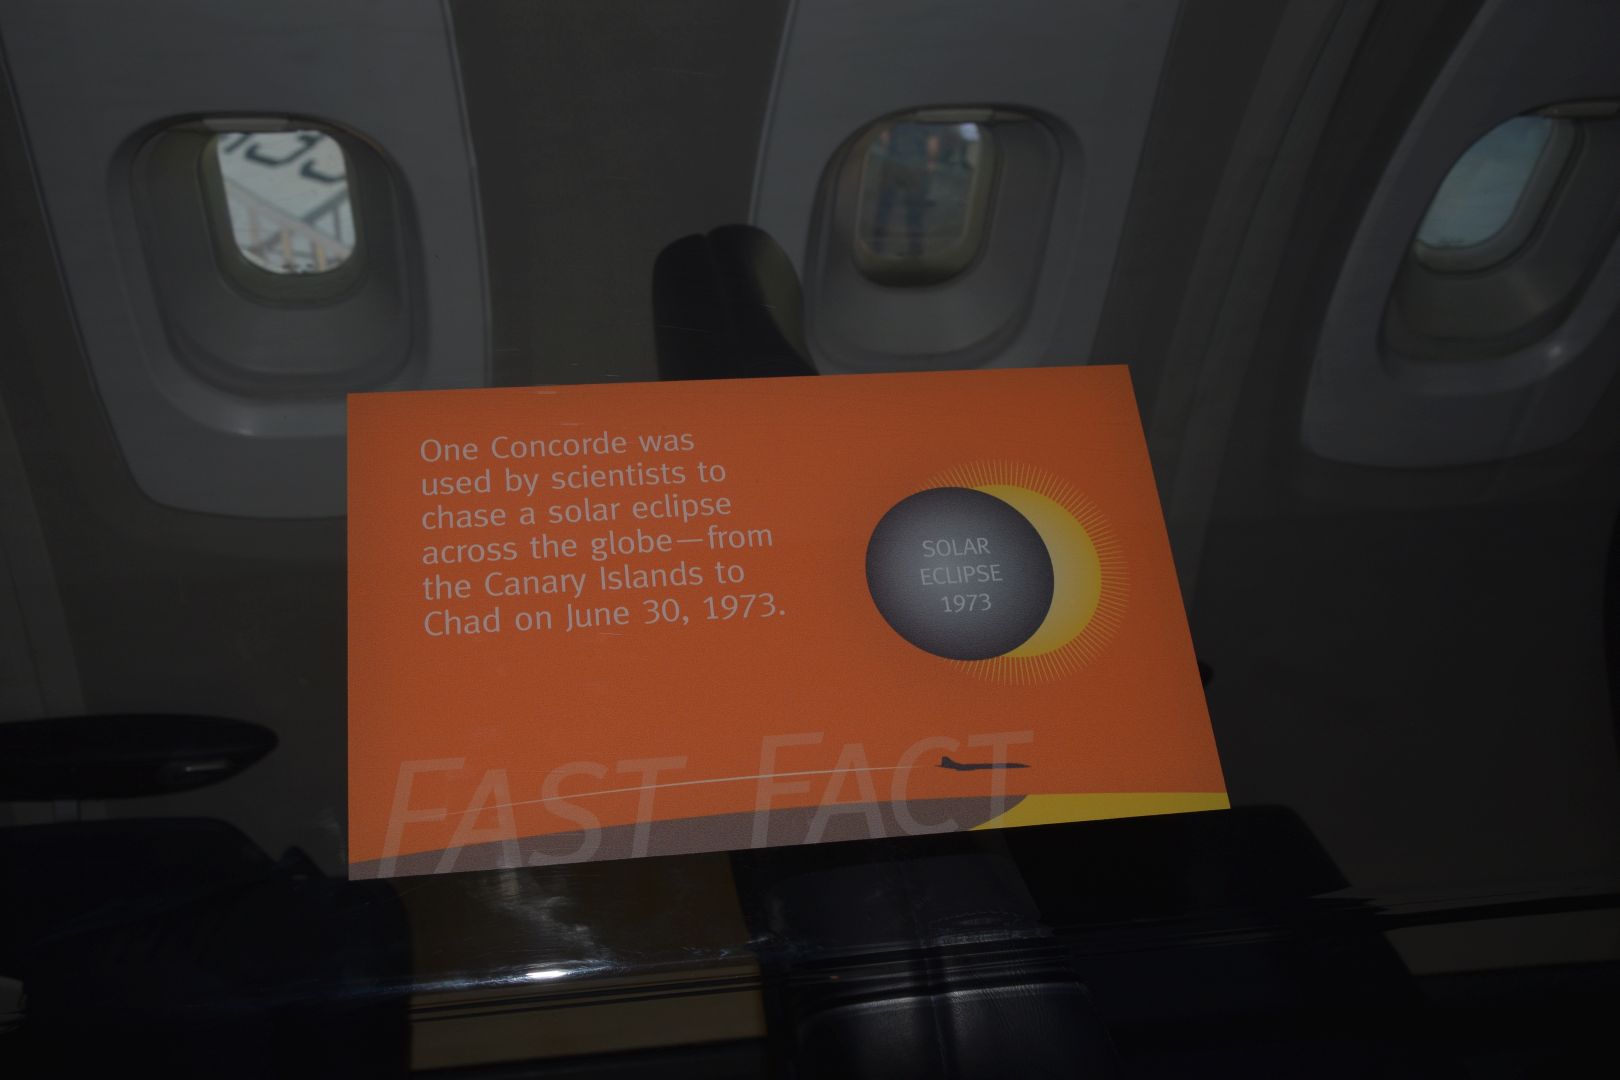 One Concorde was
used by scientists to
chase a solar eclipse
across the globe—from
the Canary Islands to
Chad on June 30, 1973.
SOLAR
ECLIPSE
1973
FAST FACT